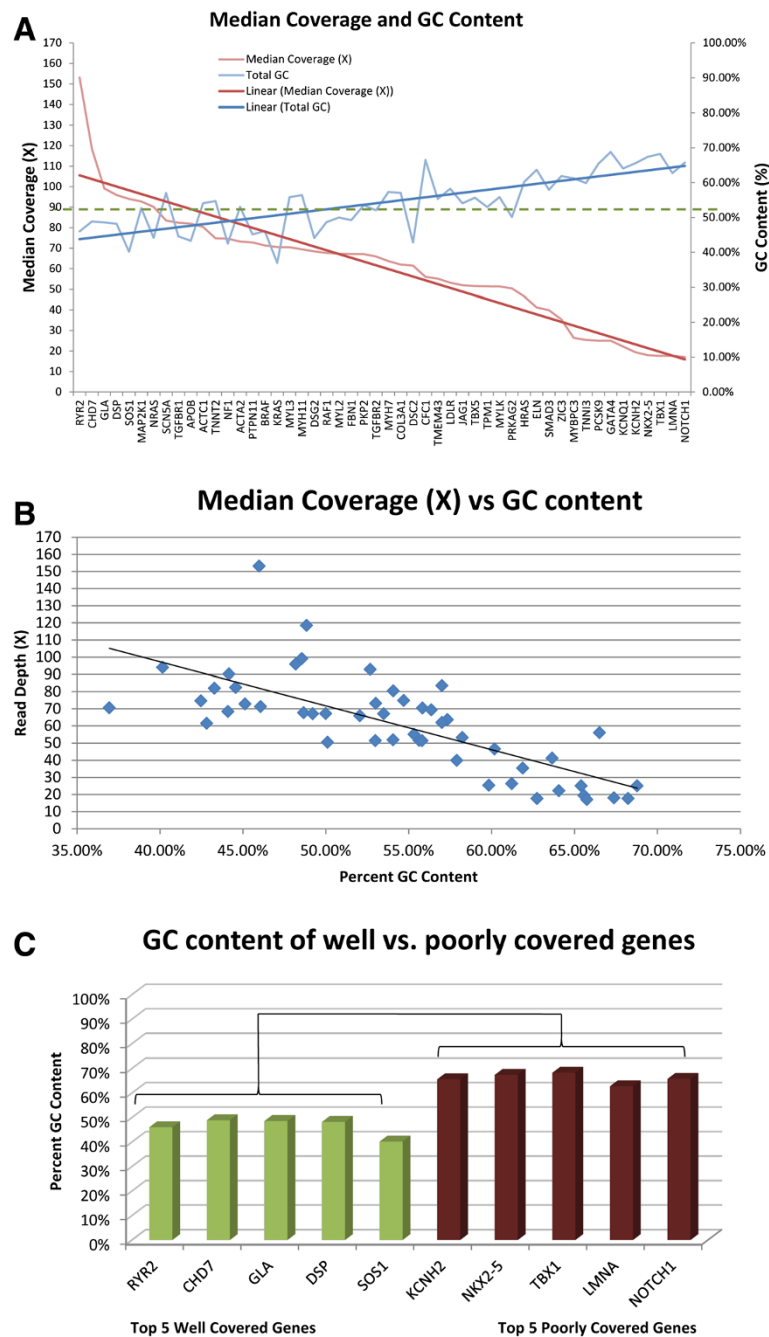 A
Median Coverage and GC Content
Median Coverage (X)
Total GC
Linear (Median Coverage (X))
Linear (Total GC)
170
160
150
140
130
120
110
100
90
80
70
60
50
40
30
20
10
0
Median Coverage (X)
100.00%
90.00%
80.00%
70.00%
60.00%
50.00%
40.00%
30.00%
20.00%
10.00%
0.00%
GC Content (%)
RYR2
CHD7
GLA
DSP
SOS1
MAP2K1
NRAS
SCN5A
TGFBR1
APOB
ACTC1
TNNT2
NF1
ACTA2
PTPN11
BRAF
KRAS
MYL3
MYH11
DSG2
RAF1
MYL2
FBN1
PKP2
TGFBR2
MYH7
COL3A1
DSC2
CFC1
TMEM43
LDLR
JAG1
TBX5
TPM1
MYLK
PRKAG2
HRAS
ELN
SMAD3
ZIC3
MYBPC3
TNNI3
PCSK9
GATA4
KCNQ1
KCNH2
NKX2-5
TBX1
LMNA
NOTCH1
B
Median Coverage (X) vs GC content
170
160
150
140
130
120
110
100
90
80
70
60
50
40
30
20
10
0
Read Depth (X)
35.00% 40.00% 45.00% 50.00% 55.00% 60.00% 65.00% 70.00% 75.00%
Percent GC Content
C
GC content of well vs. poorly covered genes
100%
90%
80%
70%
60%
50%
40%
30%
20%
10%
0%
Percent GC Content
RYR2
CHD7
GLA
DSP
SOS1
KCNH2
NKX2-5
TBX1
LMNA
NOTCH1
Top 5 Well Covered Genes
Top 5 Poorly Covered Genes